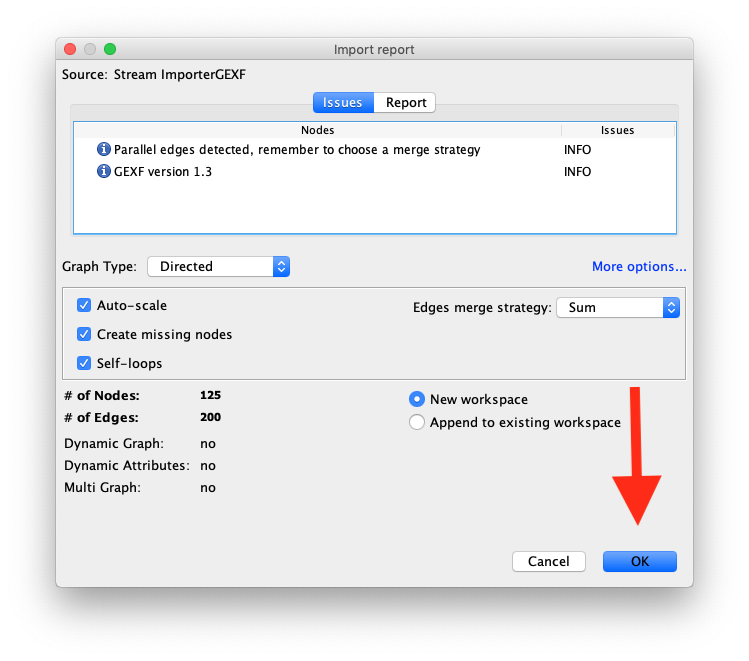 Import report
Source: Stream ImporterGEXF
Issues Report
Nodes Issues
Parallel edges detected, remember to choose a merge strategy INFO
GEXF version 1.3 INFO
Graph Type: Directed More options...
Auto-scale Edges merge strategy: Sum
Create missing nodes
Self-loops
# of Nodes: 125 New workspace
# of Edges: 200 Append to existing workspace
Dynamic Graph: no
Dynamic Attributes: no
Multi Graph: no
Cancel OK